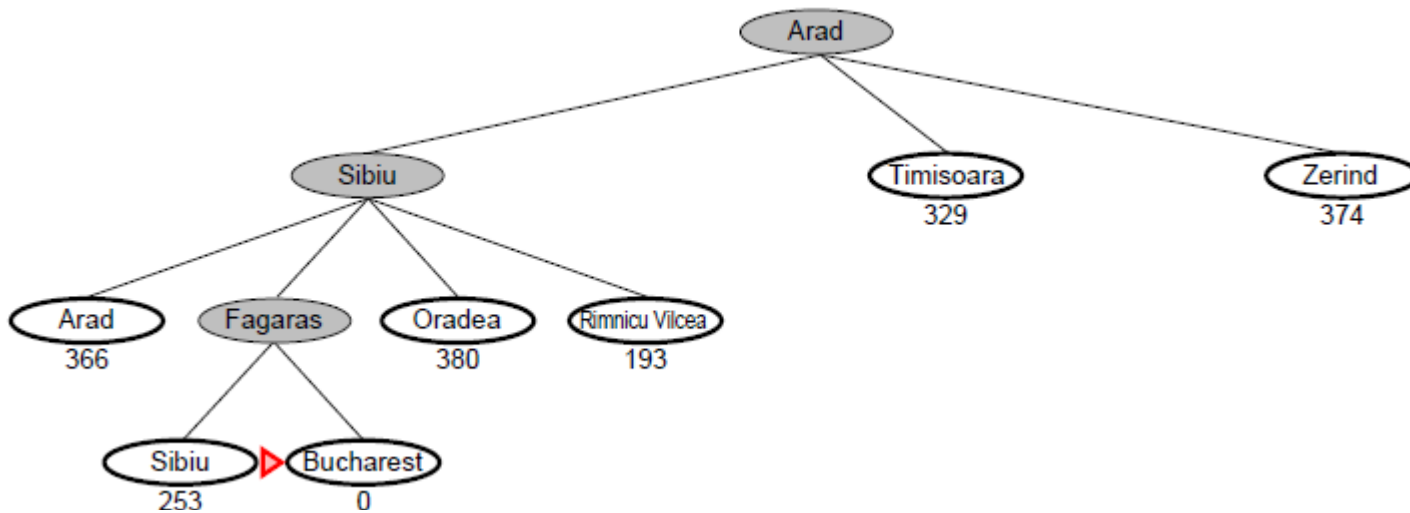 Arad
Sibiu Timisoara Zerind
329 374
Arad Fagaras Oradea Rimnicu Vilcea
366 380 193
Sibiu Bucharest
253 0